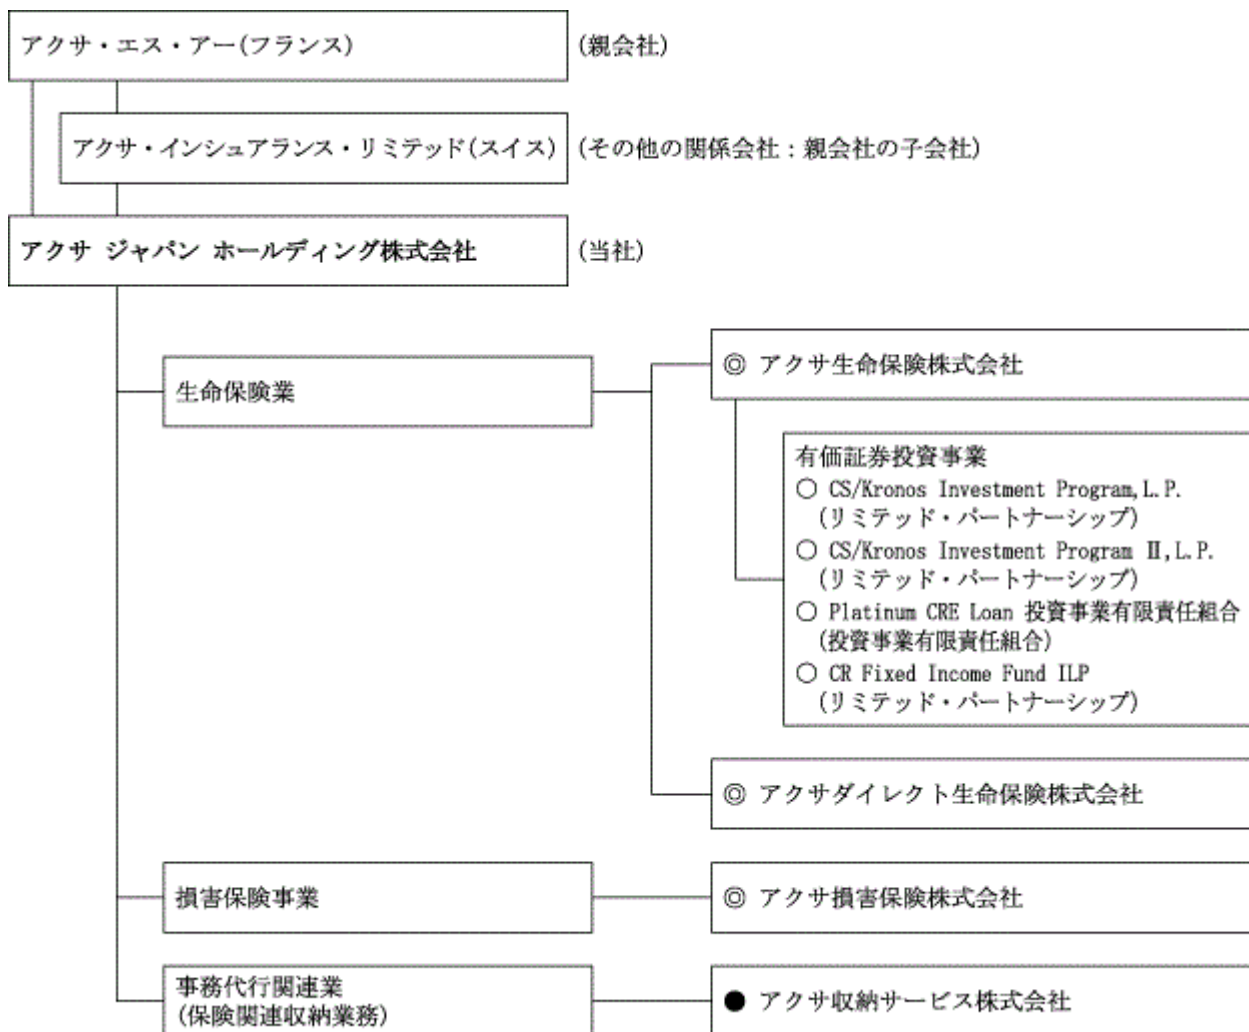 アクサ・エス・アー(フランス) (親会社)
アクサ・インシュアランス・リミテッド(スイス) (その他の関係会社：親会社の子会社)
アクサ ジャパン ホールディング株式会社 (当社)
生命保険業
◎ アクサ生命保険株式会社
有価証券投資事業
○ CS/Kronos Investment Program,L.P.
(リミテッド・パートナーシップ)
○ CS/Kronos Investment Program Ⅱ,L.P.
(リミテッド・パートナーシップ)
○ Platinum CRE Loan 投資事業有限責任組合
(投資事業有限責任組合)
○ CR Fixed Income Fund ILP
(リミテッド・パートナーシップ)
◎ アクサダイレクト生命保険株式会社
損害保険事業
◎ アクサ損害保険株式会社
事務代行関連業
(保険関連収納業務)
● アクサ収納サービス株式会社